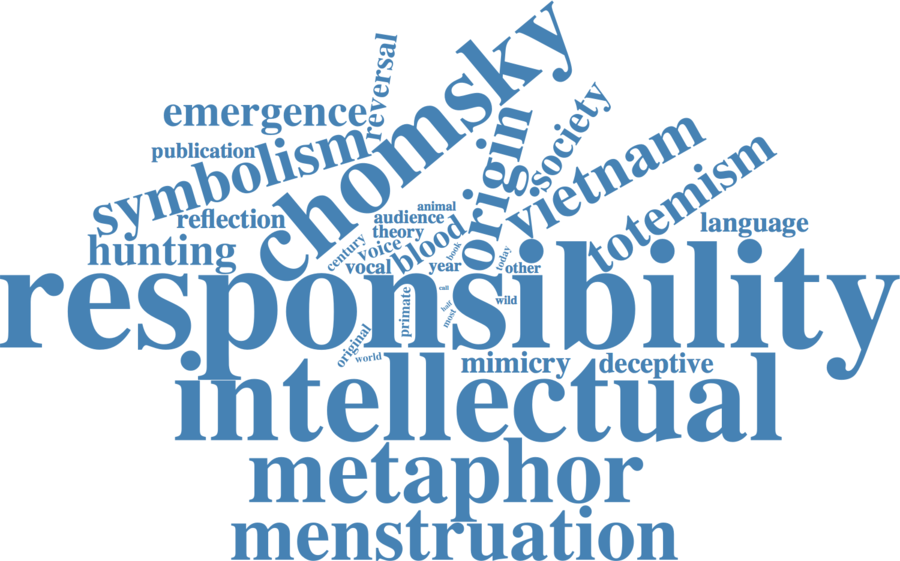 chomsky
reversal
emergence
society
origin
vietnam
publication
symbolism
totemism
animal
audience
reflection
language
theory
blood
hunting
century
voice
book
today
vocal
year
other
responsibility
call
primate
wild
half
most
original
world
mimicry
deceptive
intellectual
metaphor
menstruation